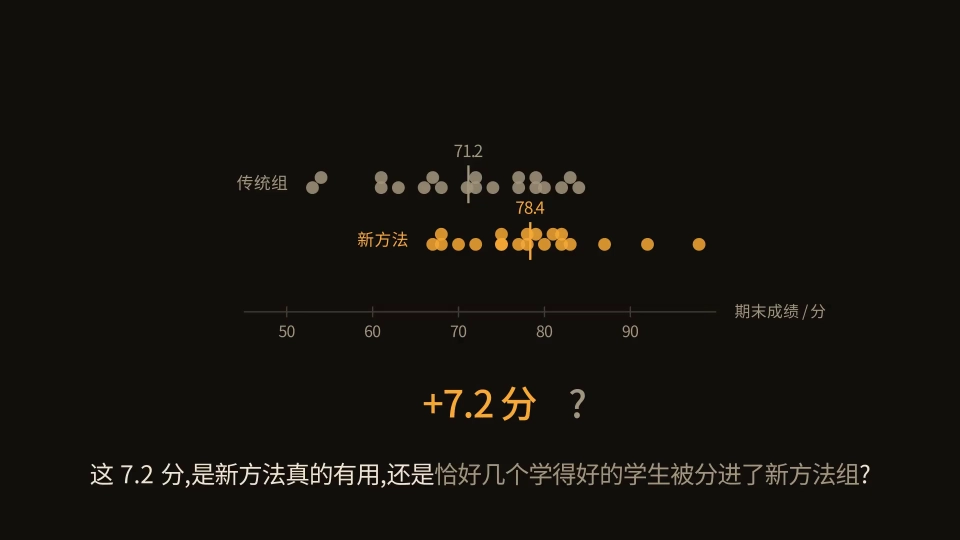 71.2
传统组
78.4
新方法
期末成绩 / 分
50 60 70 80 90
+7.2 分 ?
这 7.2 分,是新方法真的有用,还是恰好几个学得好的学生被分进了新方法组?